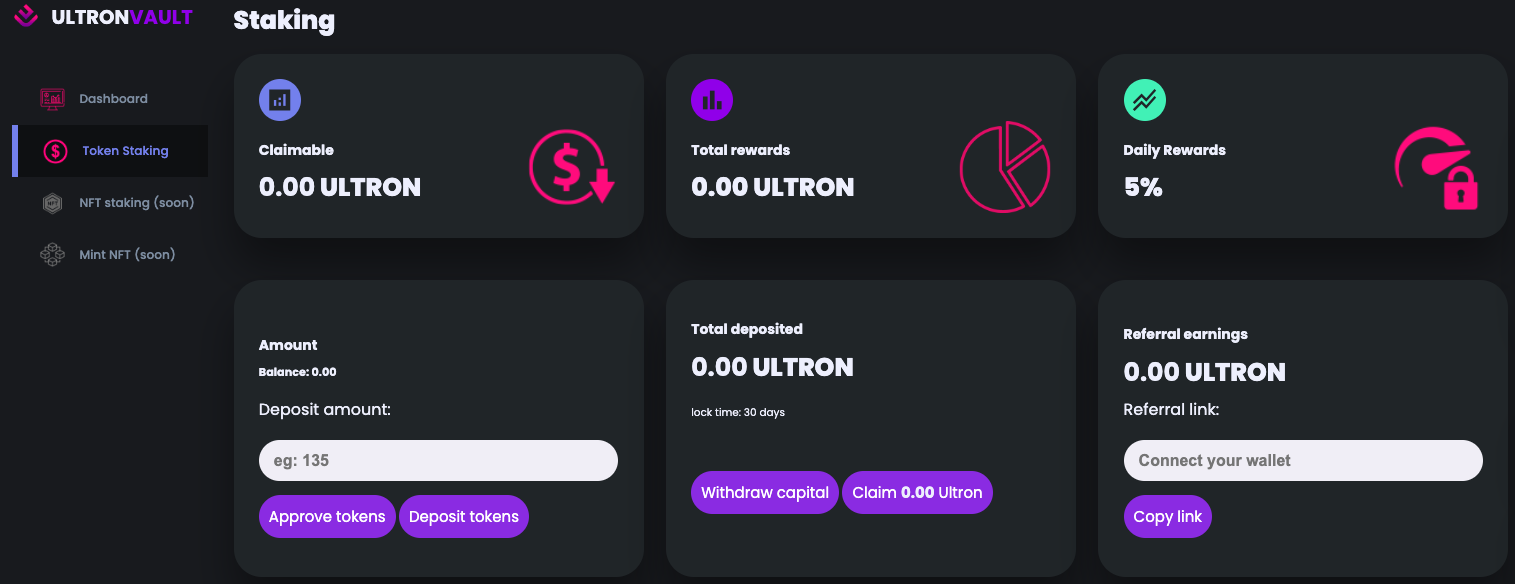 ULTRONVAULT
Dashboard
Token Staking
NFT staking (soon)
Mint NFT (soon)
Staking
Claimable
0.00 ULTRON
Total rewards
0.00 ULTRON
Daily Rewards
5%
Amount
Balance: 0.00
Deposit amount:
eg: 135
Approve tokens
Deposit tokens
Total deposited
0.00 ULTRON
lock time: 30 days
Withdraw capital
Claim 0.00 Ultron
Referral earnings
0.00 ULTRON
Referral link:
Connect your wallet
Copy link